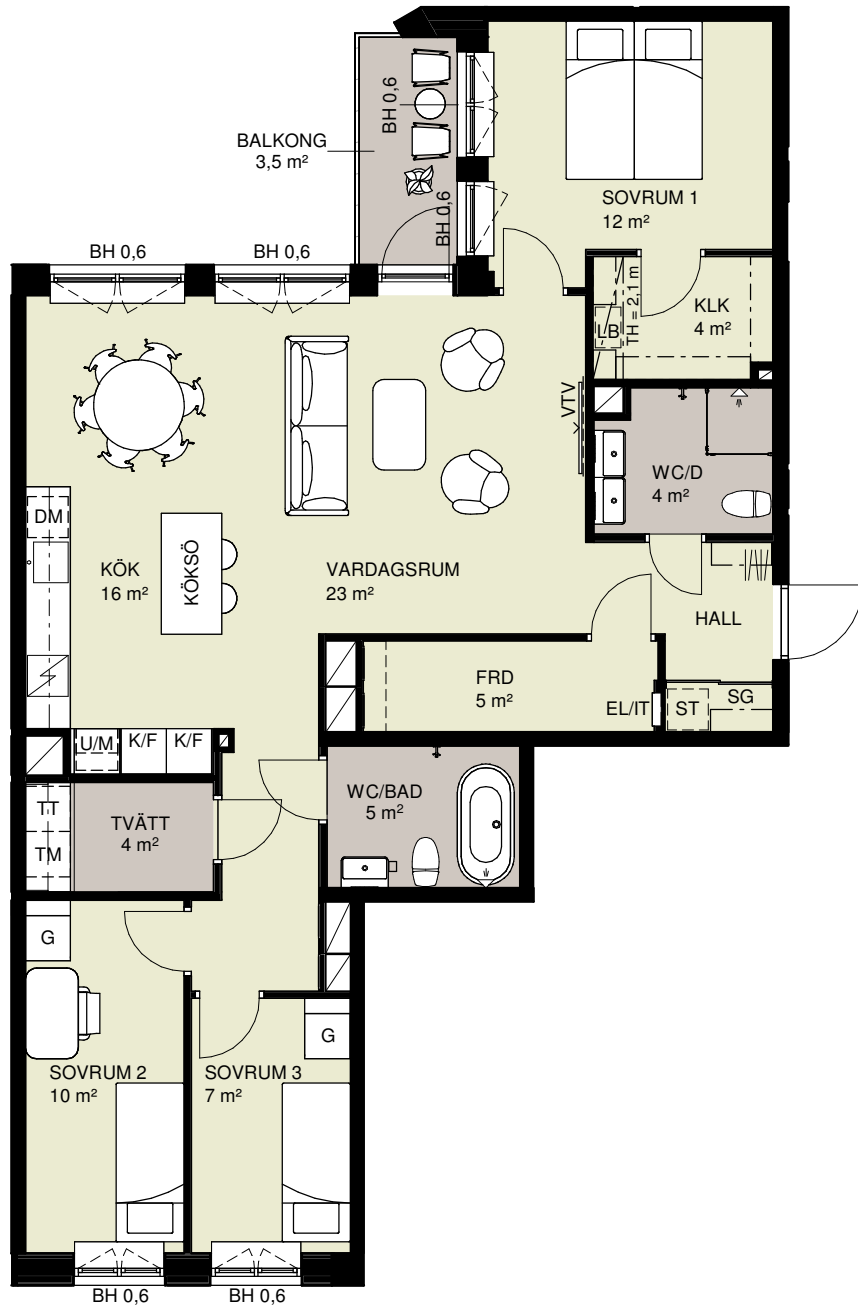 BH 0,6
BALKONG
3,5 m²
BH 0,6
SOVRUM 1
12 m²
BH 0,6
BH 0,6
LB
TH = 2,1 m
KLK
4 m²
VTV
WC/D
4 m²
DM
KÖK
16 m²
KÖKSÖ
VARDAGSRUM
23 m²
HALL
FRD
5 m²
EL/IT
ST
SG
U/M
K/F
K/F
TT
TM
TVÄTT
4 m²
WC/BAD
5 m²
G
G
SOVRUM 2
10 m²
SOVRUM 3
7 m²
BH 0,6
BH 0,6